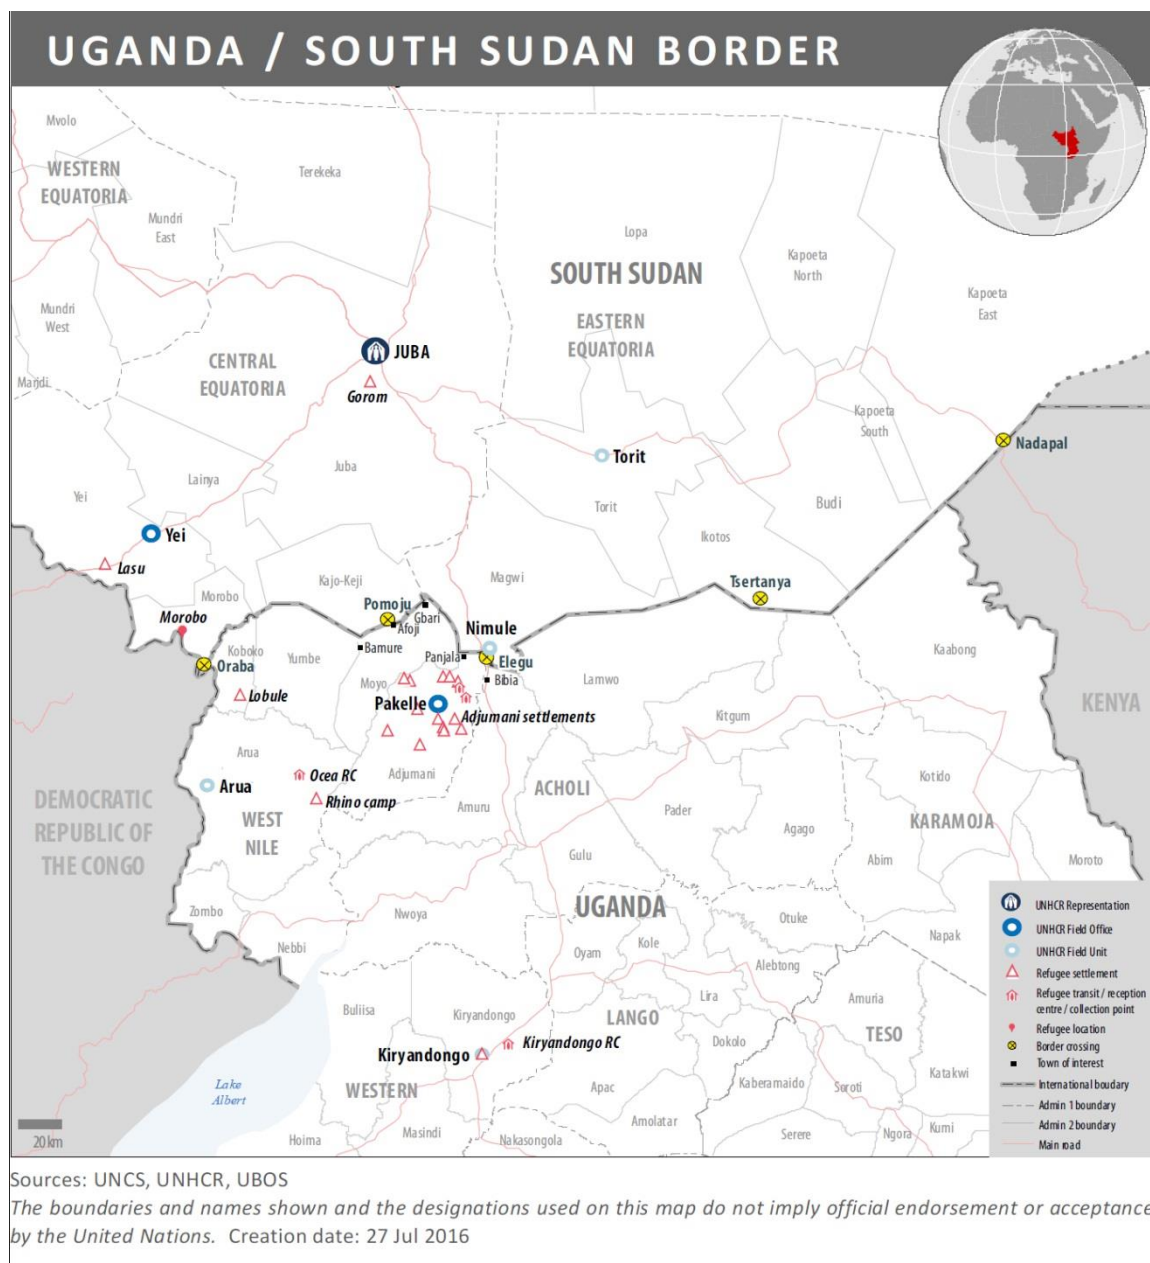 UGANDA / SOUTH SUDAN BORDER
Mvolo
WESTERN
EQUATORIA
Terekeka
Mundri
East
Lopa
Kapoeta
North
SOUTH SUDAN
Kapoeta
East
Mundri
West
EASTERN
EQUATORIA
JUBA
CENTRAL
EQUATORIA
Maridi
Gorom
Kapoeta
South
Nadapal
Torit
Juba
Lainya
Yei
Torit
Budi
Yei
Ikotos
Lasu
Kajo-Keji
Magwi
Tsertanya
Morobo
Pomoju
Gbari
Morobo
Afoji
Nimule
Koboko
Yumbe
Bamure
Panjala
Elegu
Kaabong
Oraba
Bibia
Lamwo
Moyo
Lobule
Pakelle
KENYA
Adjumani settlements
Kitgum
Arua
Ocea RC
Adjumani
Kotido
Arua
ACHOLI
DEMOCRATIC
REPUBLIC OF
THE CONGO
Rhino camp
Amuru
Pader
WEST
NILE
KARAMOJA
Agago
Gulu
Abim
Moroto
UGANDA
Zombo
Nwoya
Otuke
Nebbi
Kole
Napak
Oyam
Alebtong
Buliisa
Kiryandongo
Lira
Amuria
LANGO
TESO
Dokolo
Kiryandongo RC
Kiryandongo
Katakwi
WESTERN
Lake
Albert
Apac
Kaberamaido
Soroti
Amolatar
20 km
Hoima
Masindi
Nakasongola
Serere
Ngora
Kumi
UNHCR Representation
UNHCR Field Office
UNHCR Field Unit
Refugee settlement
Refugee transit / reception
centre / collection point
Refugee location
Border crossing
Town of interest
International boudary
Admin 1 boundary
Admin 2 boundary
Main road
Sources: UNCS, UNHCR, UBOS
The boundaries and names shown and the designations used on this map do not imply official endorsement or acceptance
by the United Nations. Creation date: 27 Jul 2016